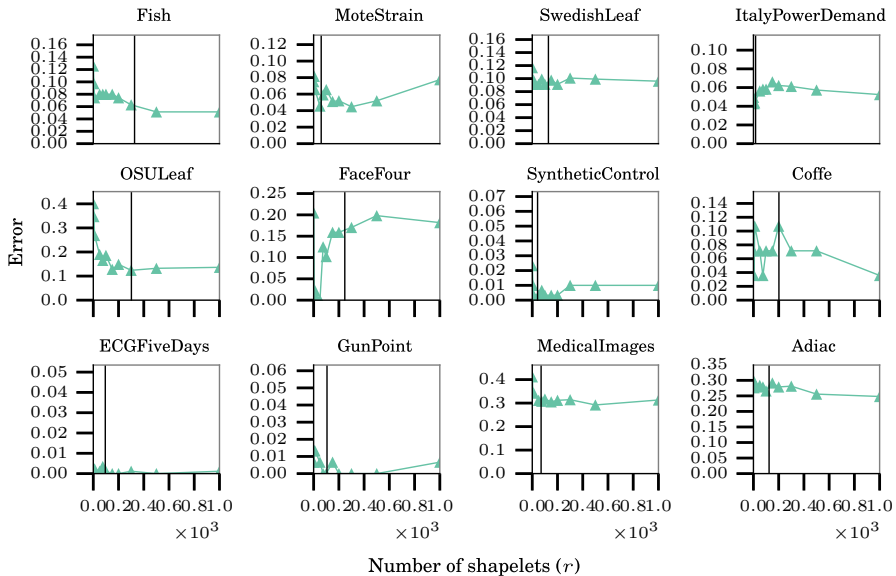 Fish MoteStrain SwedishLeaf ItalyPowerDemand
0.16 0.12 0.16 0.10
0.14 0.10 0.14 0.08
0.12 0.08 0.12 0.06
0.10 0.06 0.10 0.04
0.08 0.04 0.08 0.02
0.06 0.02 0.06 0.00
0.04 0.00 0.04
0.02 0.02
0.00 0.00
OSULeaf FaceFour SyntheticControl Coffe
0.4 0.25 0.07 0.14
0.3 0.20 0.06 0.12
0.2 0.15 0.05 0.10
0.1 0.10 0.04 0.08
0.0 0.05 0.03 0.06
0.00 0.02 0.04
0.01 0.02
0.00 0.00
Error
ECGFiveDays GunPoint MedicalImages Adiac
0.05 0.06 0.4 0.35
0.04 0.05 0.3 0.30
0.03 0.04 0.2 0.25
0.02 0.03 0.1 0.20
0.01 0.02 0.0 0.15
0.00 0.01 0.10
0.00 0.05
0.00
0.00.20.40.60.81.0 0.00.20.40.60.81.0 0.00.20.40.60.81.0 0.00.20.40.60.81.0
×10³ ×10³ ×10³ ×10³
Number of shapelets (r)